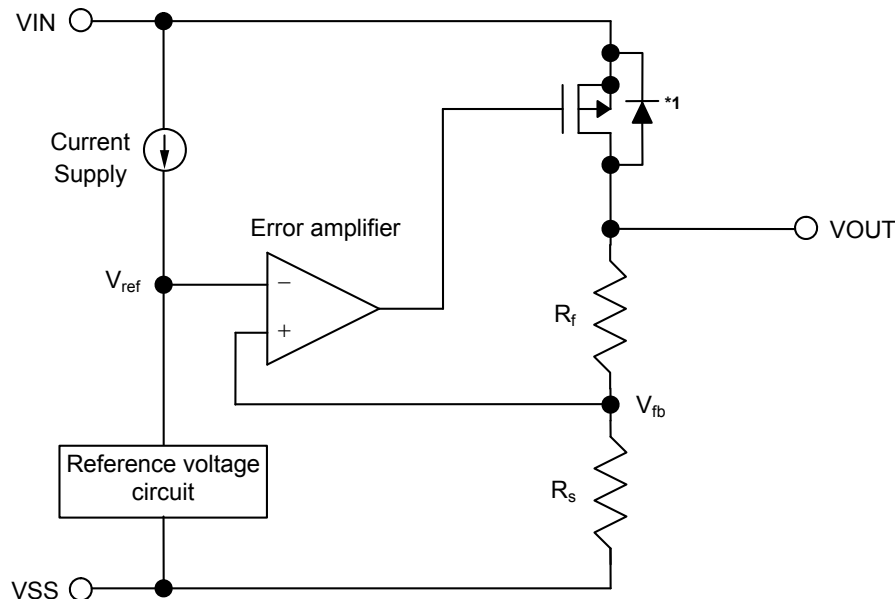 VIN
*1
Current
Supply
Error amplifier
VOUT
Vref
−
+
Rf
Vfb
Reference voltage
circuit
Rs
VSS